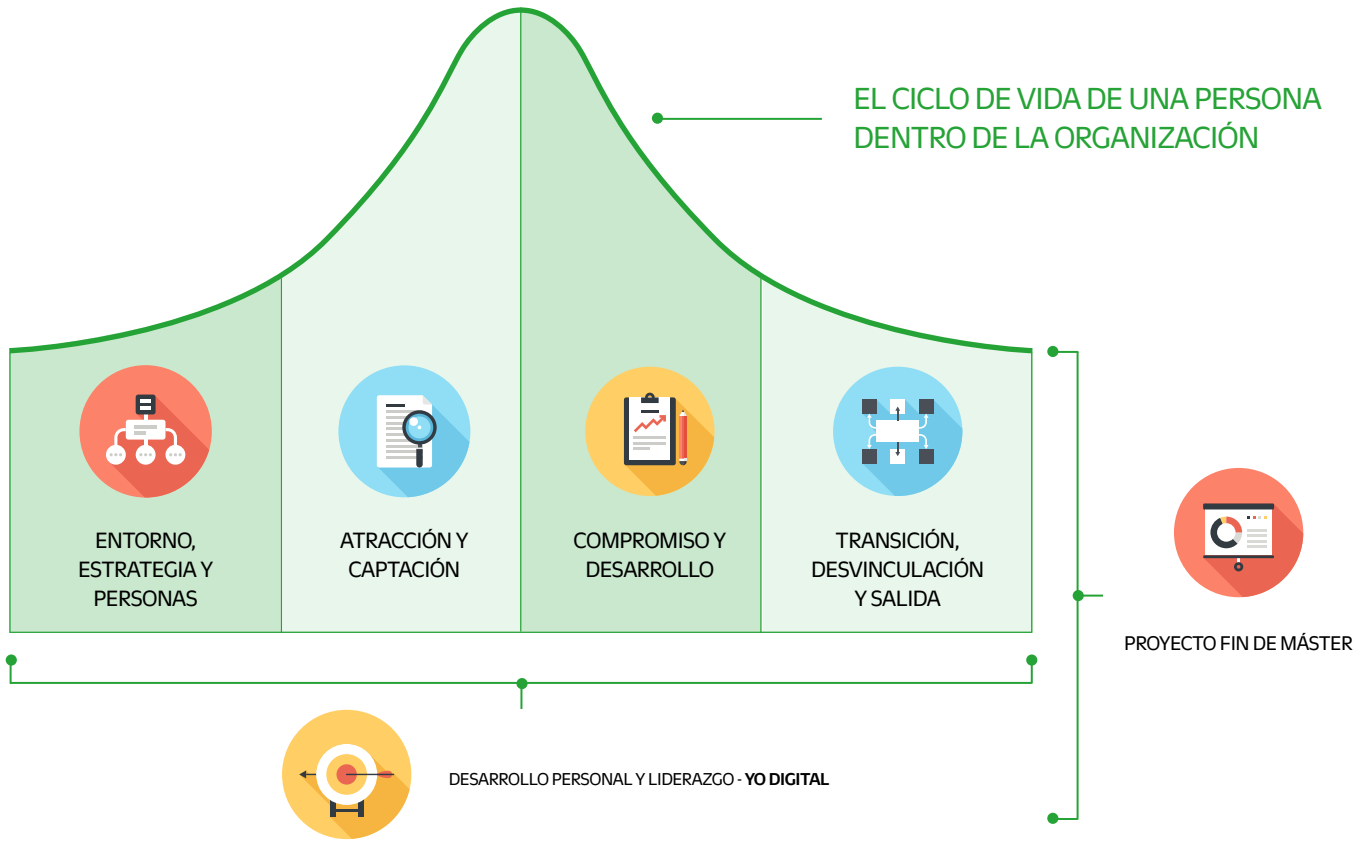 EL CICLO DE VIDA DE UNA PERSONA
DENTRO DE LA ORGANIZACIÓN
ENTORNO,
ESTRATEGIA Y
PERSONAS
ATRACCIÓN Y
CAPTACIÓN
COMPROMISO Y
DESARROLLO
TRANSICIÓN,
DESVINCULACIÓN
Y SALIDA
PROYECTO FIN DE MÁSTER
DESARROLLO PERSONAL Y LIDERAZGO - YO DIGITAL